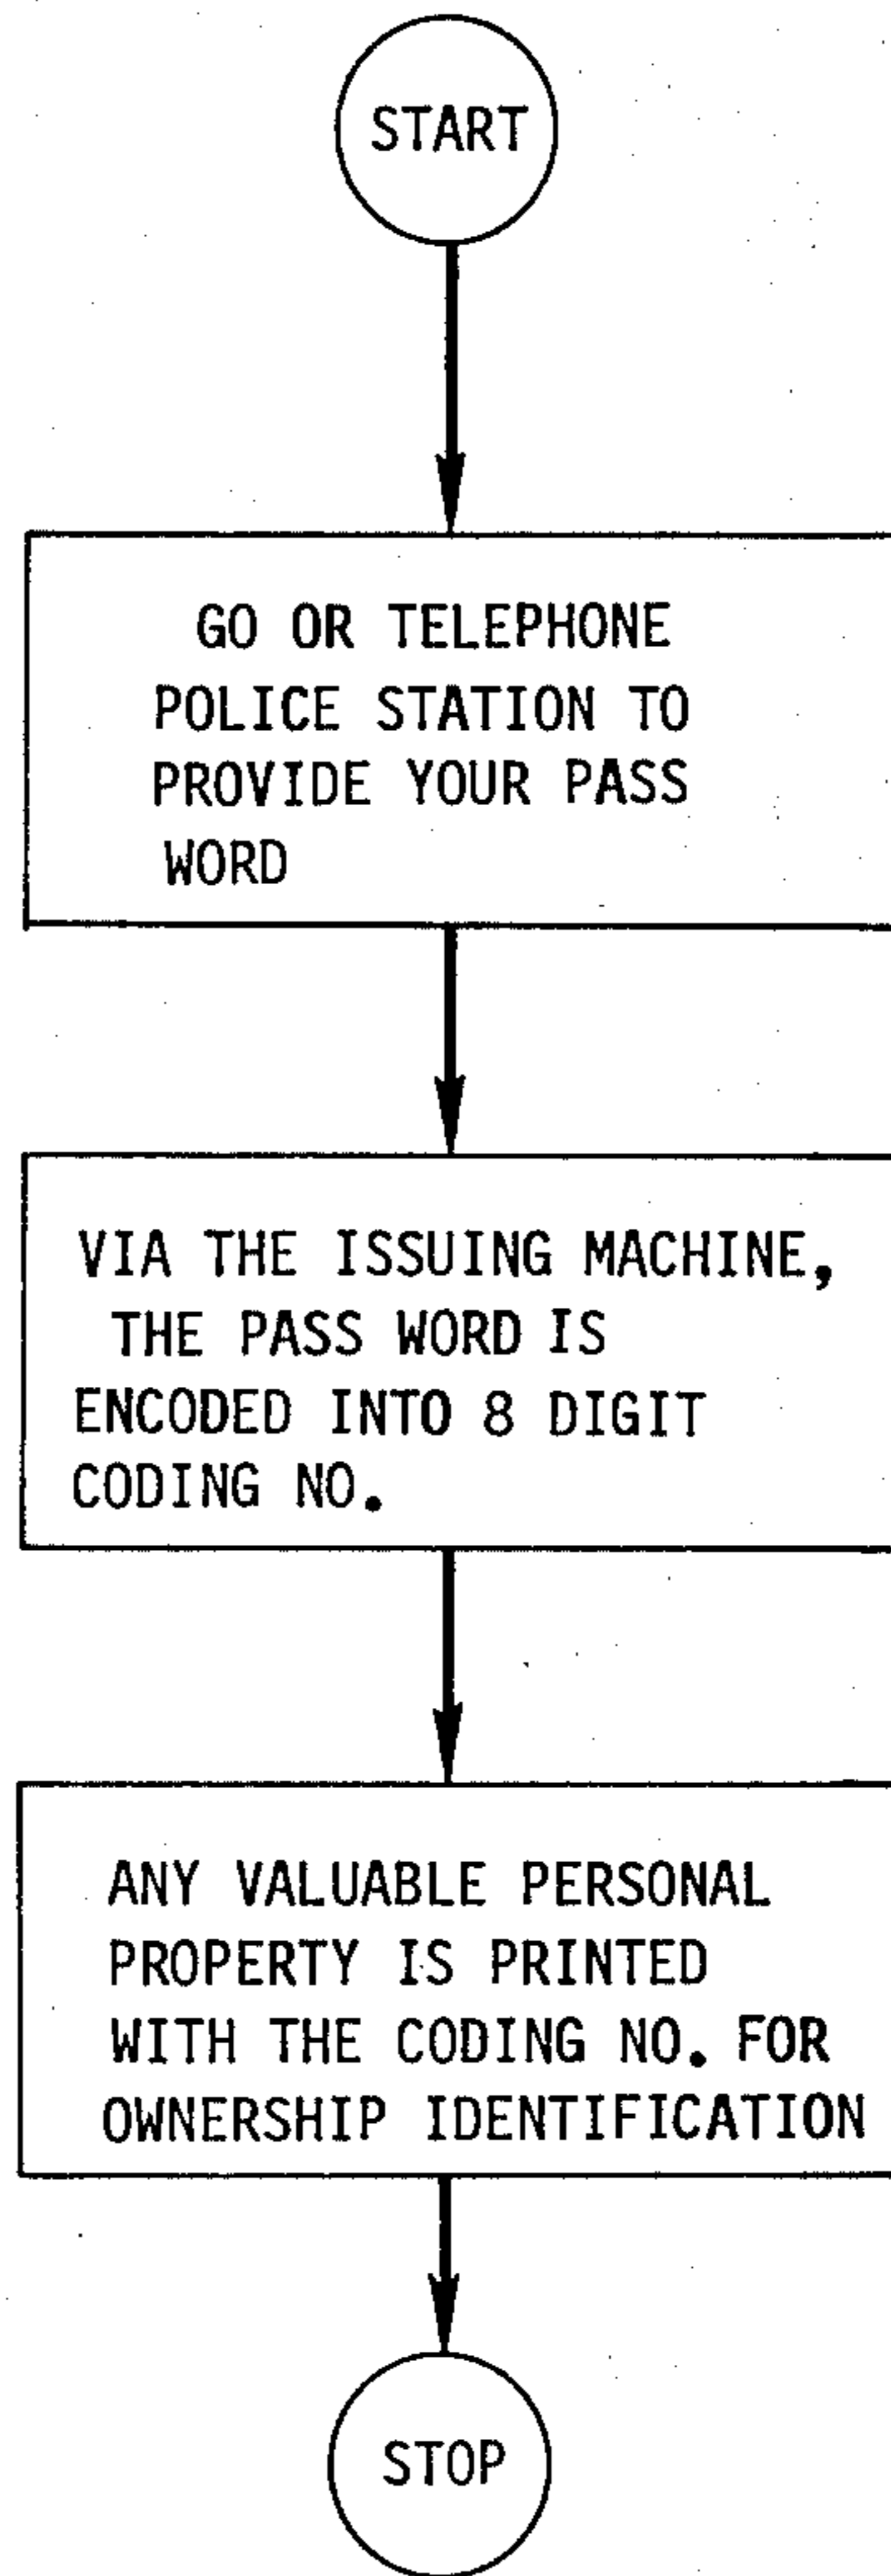 START
GO OR TELEPHONE
POLICE STATION TO
PROVIDE YOUR PASS
WORD
VIA THE ISSUING MACHINE,
THE PASS WORD IS
ENCODED INTO 8 DIGIT
CODING NO.
ANY VALUABLE PERSONAL
PROPERTY IS PRINTED
WITH THE CODING NO. FOR
OWNERSHIP IDENTIFICATION
STOP